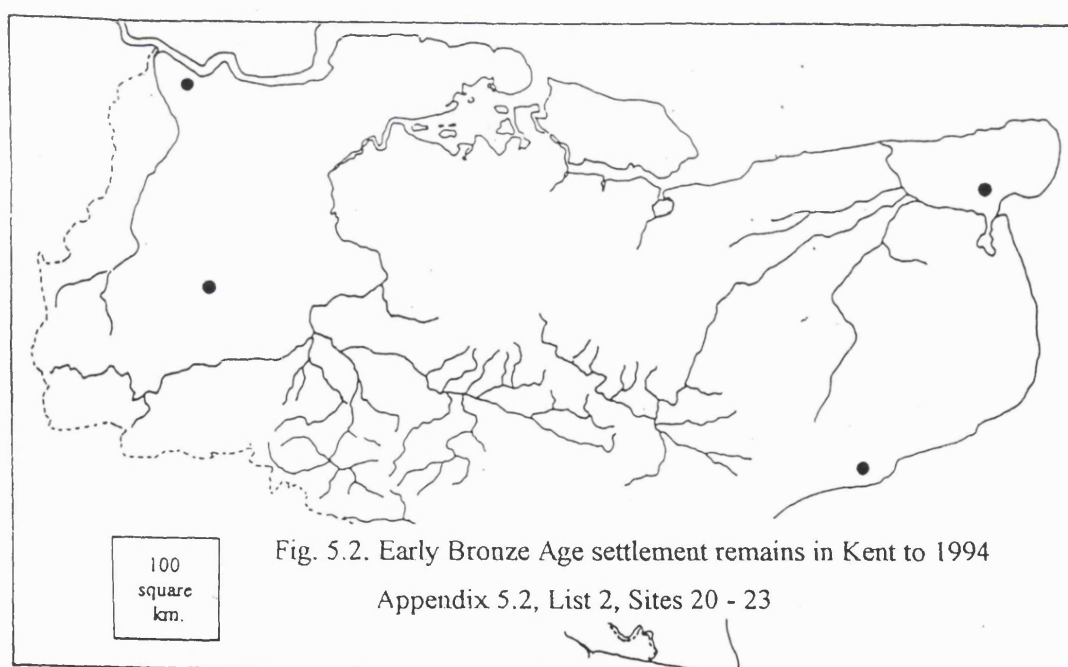 100
square
km.
Fig. 5.2. Early Bronze Age settlement remains in Kent to 1994
Appendix 5.2, List 2, Sites 20 - 23